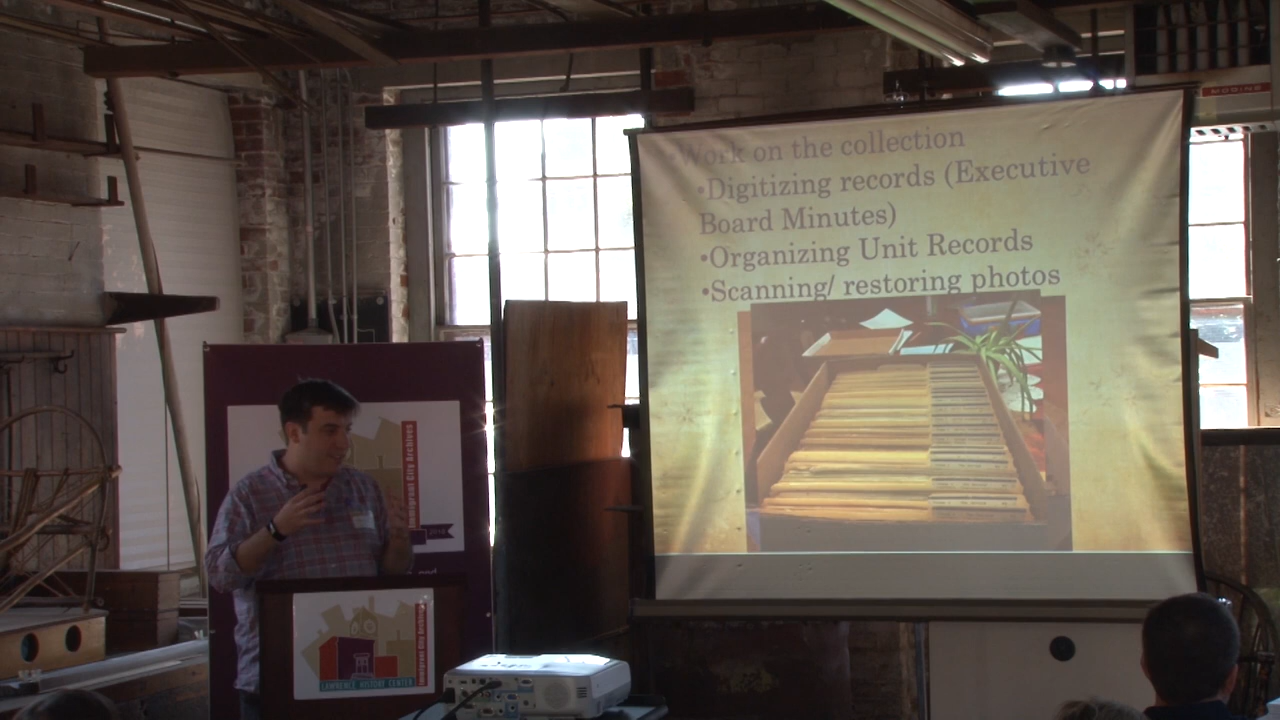 •Work on the collection
•Digitizing records (Executive
Board Minutes)
•Organizing Unit Records
•Scanning/ restoring photos
MODINE
Immigrant City Archives
LAWRENCE HISTORY CENTER
Immigrant City Archives